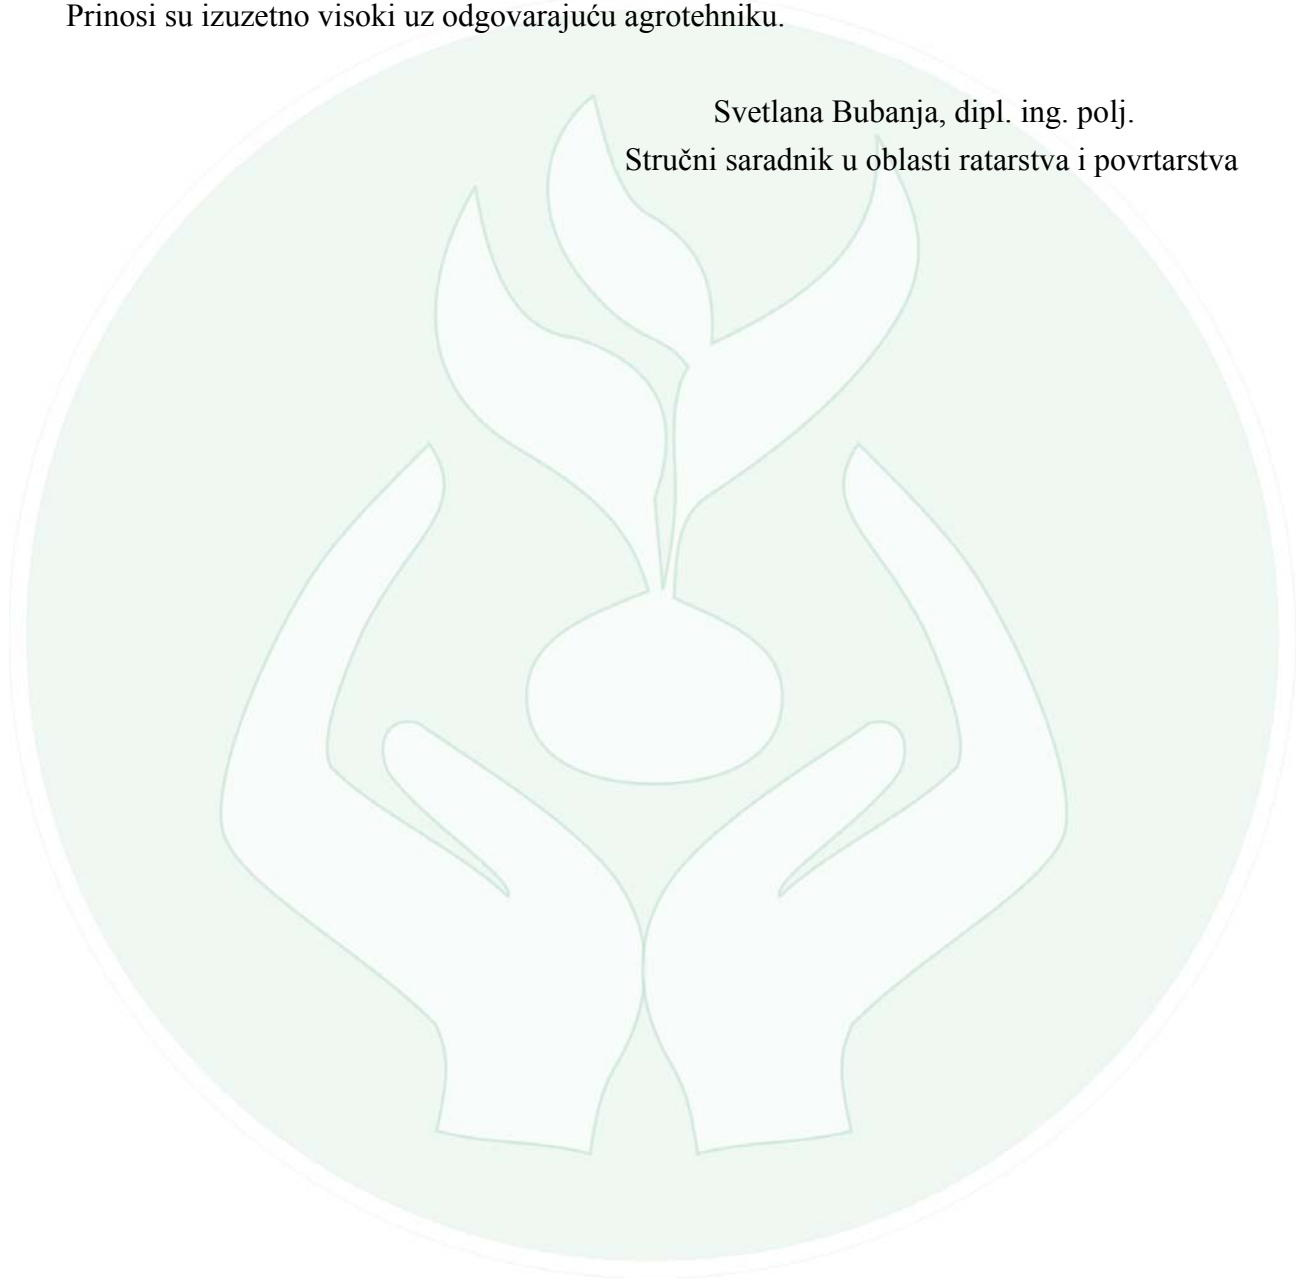 Prinosi su izuzetno visoki uz odgovarajuću agrotehniku.
Svetlana Bubanja, dipl. ing. polj.
Stručni saradnik u oblasti ratarstva i povrtarstva